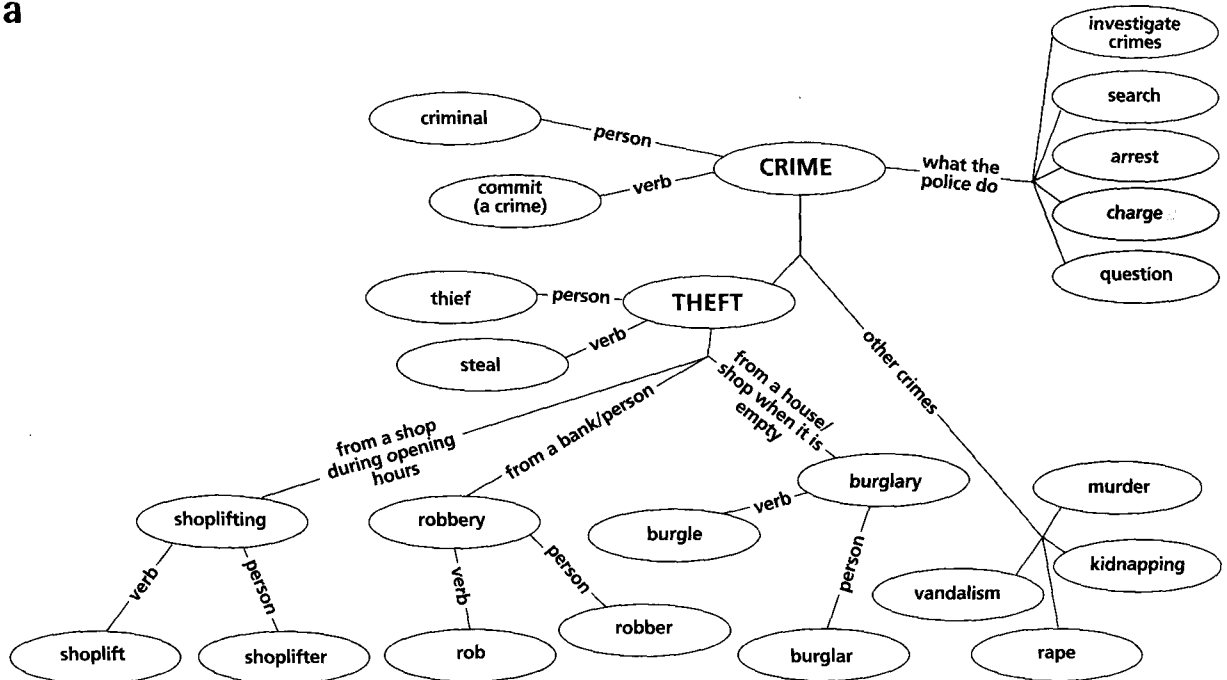 a
investigate
crimes
search
arrest
charge
question
criminal
person
CRIME
what the
police do
commit
(a crime)
verb
thief
person
THEFT
steal
verb
other crimes
from a shop
during opening
hours
from a bank/person
from a house/
shop when it is
empty
shoplifting
robbery
burglary
murder
verb
burgle
kidnapping
verb
person
verb
person
person
vandalism
shoplift
shoplifter
rob
robber
burglar
rape